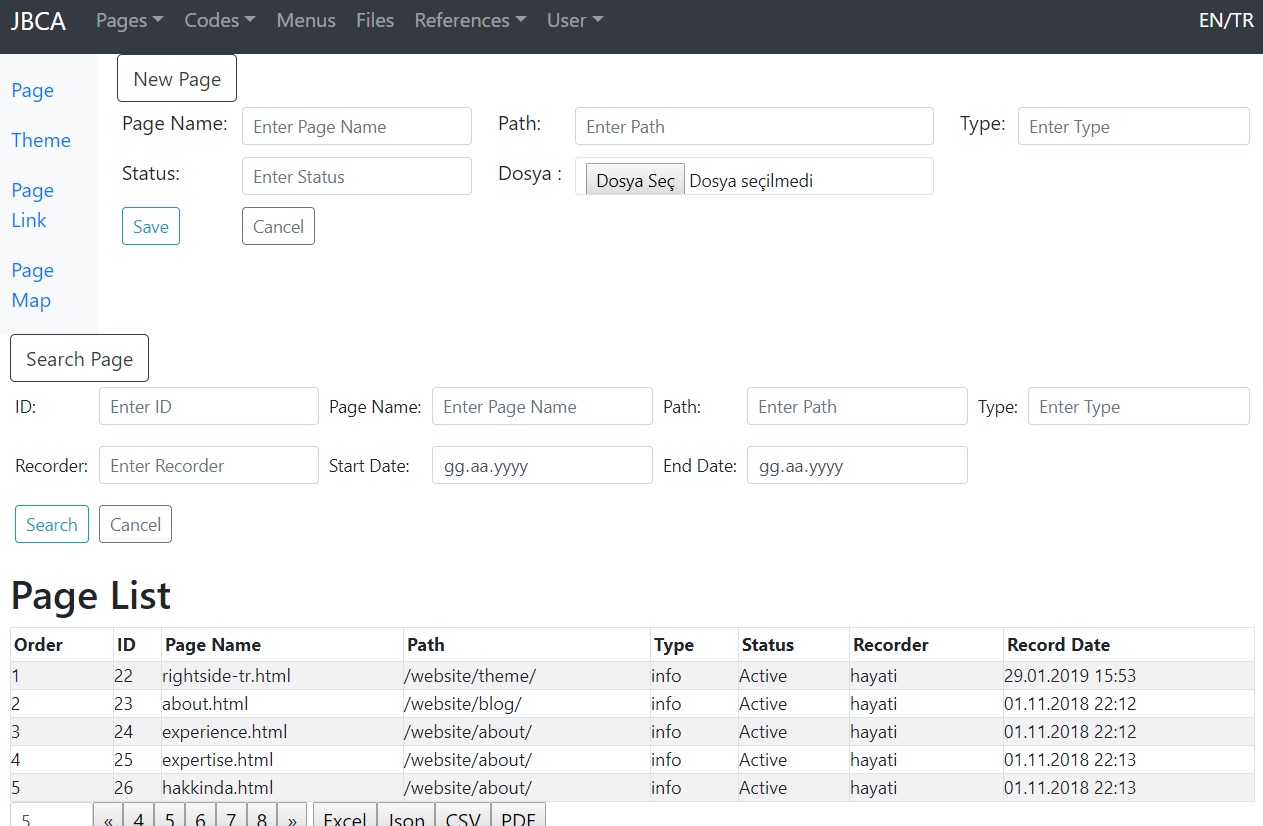 JBCA Pages Codes Menus Files References User EN/TR
Page
Theme
Page
Link
Page
Map
New Page
Page Name: Enter Page Name Path: Enter Path Type: Enter Type
Status: Enter Status Dosya : Dosya Seç Dosya seçilmedi
Save Cancel
Search Page
ID: Enter ID Page Name: Enter Page Name Path: Enter Path Type: Enter Type
Recorder: Enter Recorder Start Date: gg.aa.yyyy End Date: gg.aa.yyyy
Search Cancel
Page List
Order ID Page Name Path Type Status Recorder Record Date
1 22 rightside-tr.html /website/theme/ info Active hayati 29.01.2019 15:53
2 23 about.html /website/blog/ info Active hayati 01.11.2018 22:12
3 24 experience.html /website/about/ info Active hayati 01.11.2018 22:12
4 25 expertise.html /website/about/ info Active hayati 01.11.2018 22:13
5 26 hakkinda.html /website/about/ info Active hayati 01.11.2018 22:13
5 « 4 5 6 7 8 » Excel Json CSV PDF